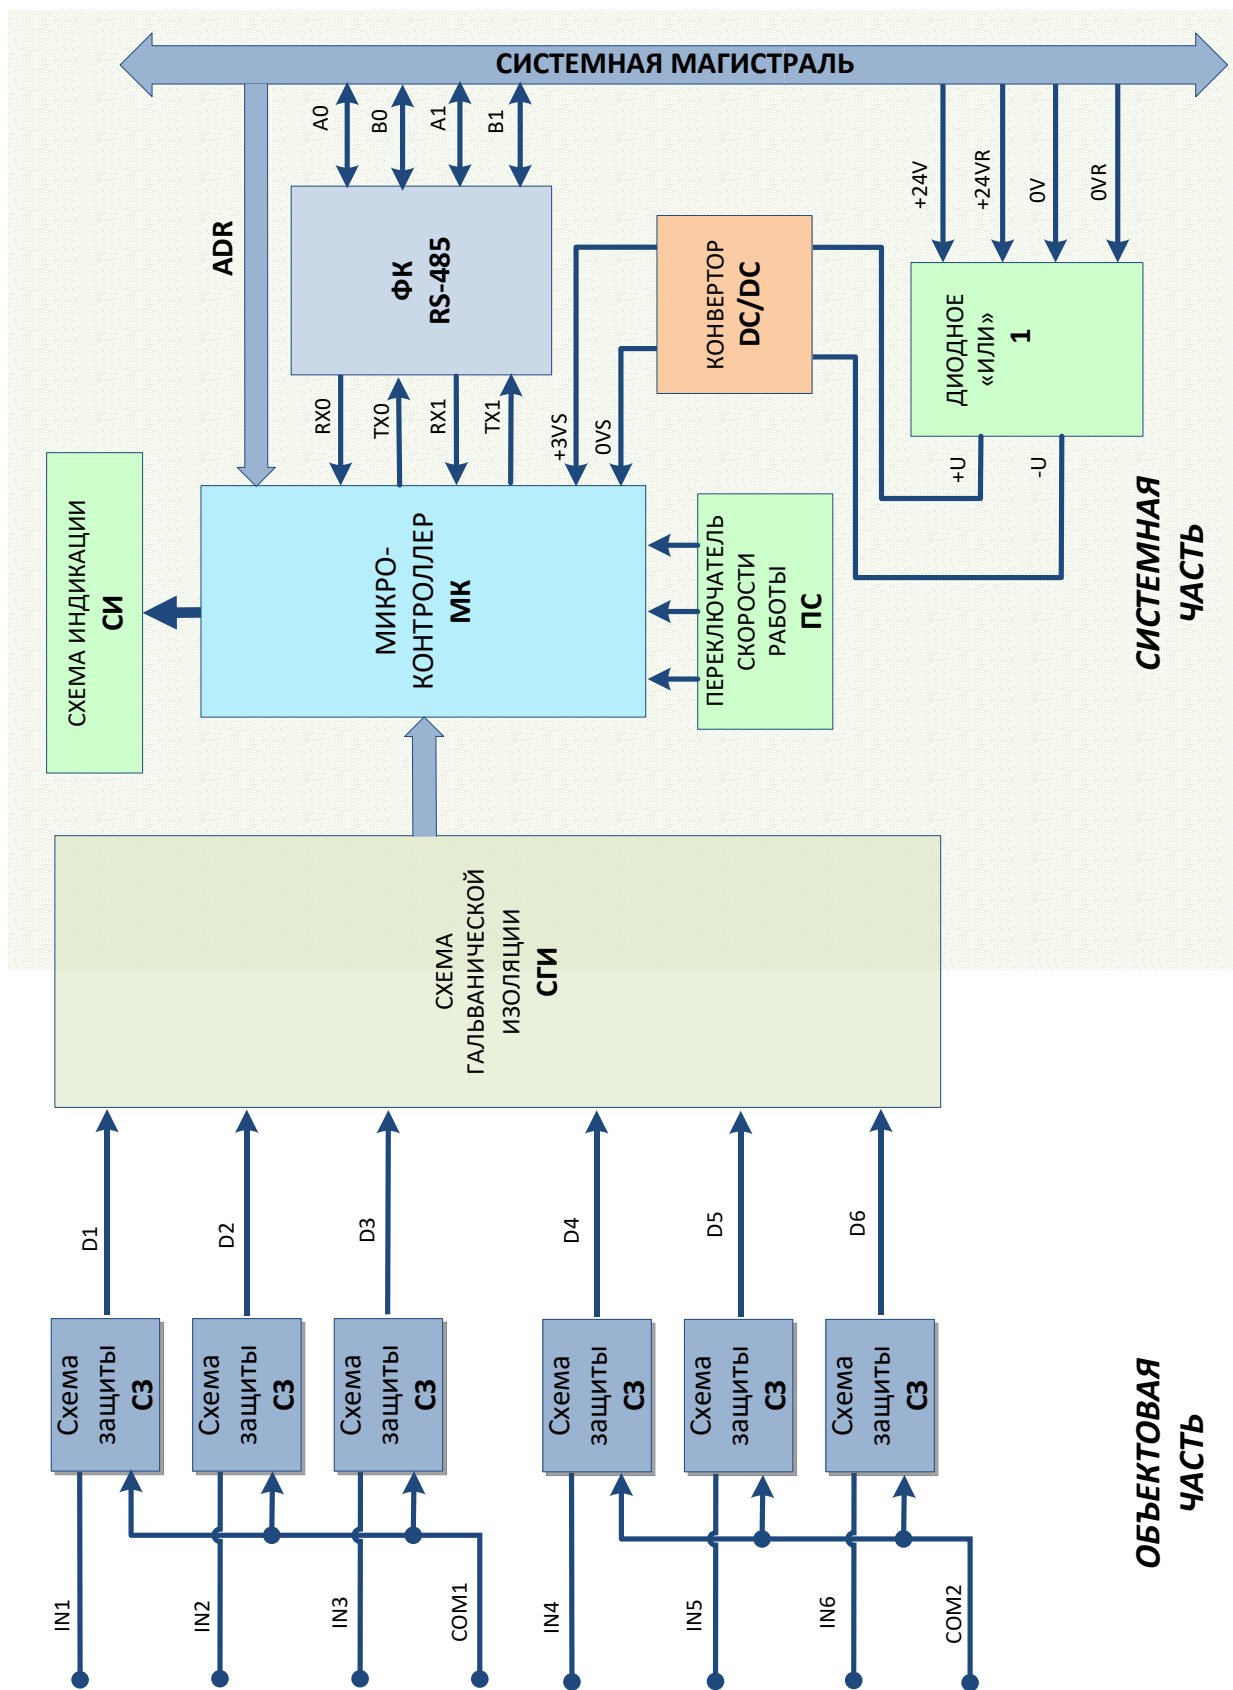 СИСТЕМНАЯ МАГИСТРАЛЬ
A0
B0
A1
B1
+24V
+24VR
0V
0VR
ADR
ФК
RS-485
КОНВЕРТОР
DC/DC
ДИОДНОЕ
«ИЛИ»
1
RX0
TX0
RX1
TX1
+3VS
0VS
+U
-U
СХЕМА ИНДИКАЦИИ
СИ
МИКРО-
КОНТРОЛЛЕР
МК
ПЕРЕКЛЮЧАТЕЛЬ
СКОРОСТИ
РАБОТЫ
ПС
СИСТЕМНАЯ
ЧАСТЬ
СХЕМА
ГАЛЬВАНИЧЕСКОЙ
ИЗОЛЯЦИИ
СГИ
D1
D2
D3
D4
D5
D6
Схема
защиты
СЗ
Схема
защиты
СЗ
Схема
защиты
СЗ
Схема
защиты
СЗ
Схема
защиты
СЗ
Схема
защиты
СЗ
IN1
IN2
IN3
COM1
IN4
IN5
IN6
COM2
ОБЪЕКТОВАЯ
ЧАСТЬ